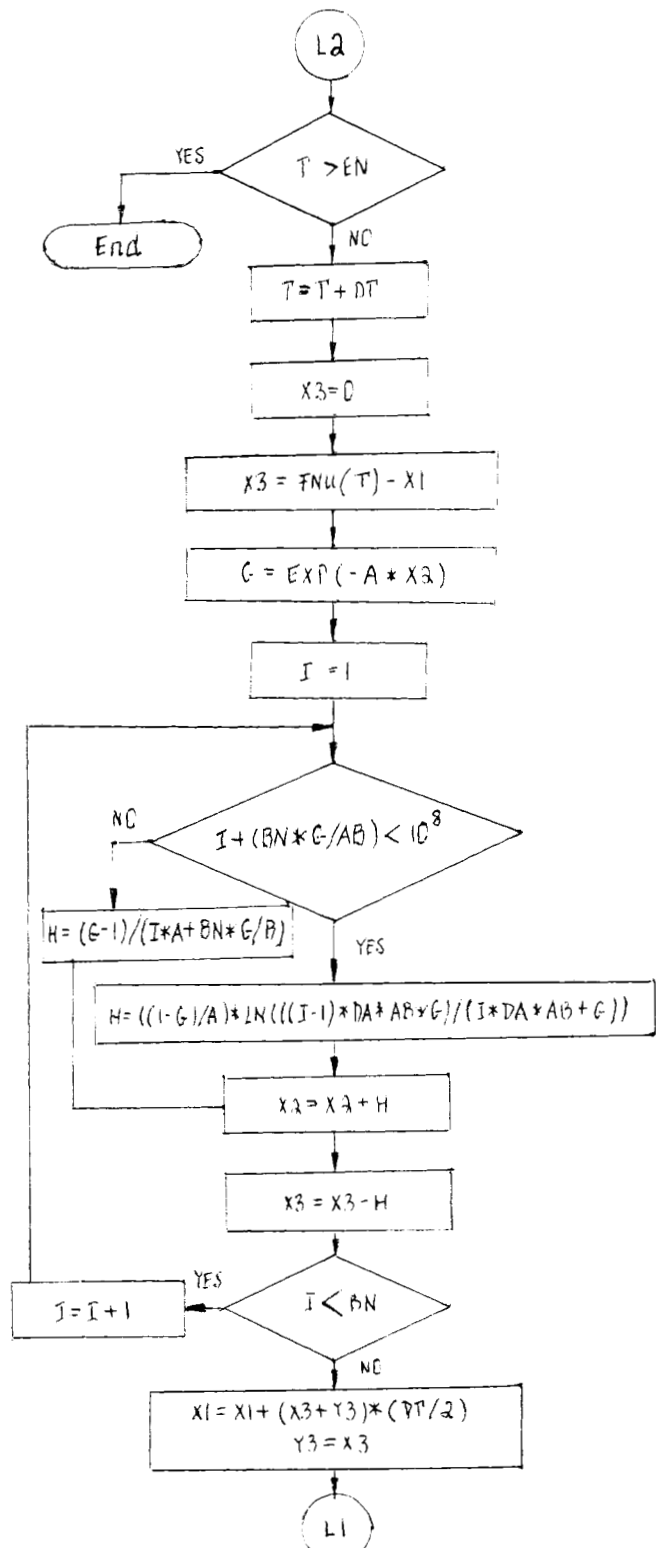 L2
YES
T > EN
End
NO
T = T + DT
X3 = 0
X3 = FNU(T) - X1
G = EXP(-A * X2)
I = 1
NO
I + (BN * G/AB) < 10^8
H = (G-1)/(I*A+BN*G/B)
YES
H = ((1-G)/A)*LN(((I-1)*DA*AB*G)/(I*DA*AB+G))
X2 = X2 + H
X3 = X3 - H
YES
I < BN
I = I + 1
NO
X1 = X1 + (X3 + Y3) * (DT/2)
Y3 = X3
L1